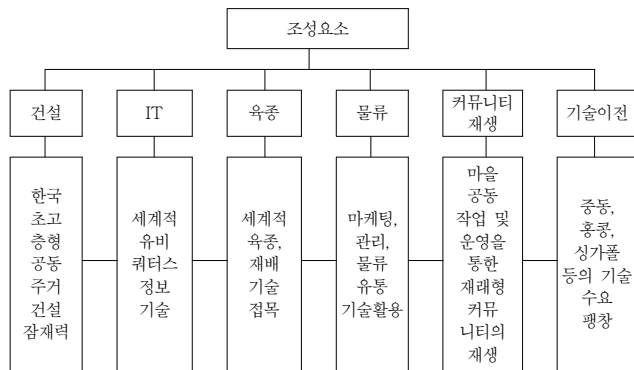 조성요소
건설
IT
육종
물류
커뮤니티
재생
기술이전
한국
초고
층형
공동
주거
건설
잠재력
세계적
유비
쿼터스
정보
기술
세계적
육종,
재배
기술
접목
마케팅,
관리,
물류
유통
기술활용
마을
공동
작업 및
운영을
통한
재래형
커뮤
니티의
재생
중동,
홍콩,
싱가폴
등의 기술
수요
팽창